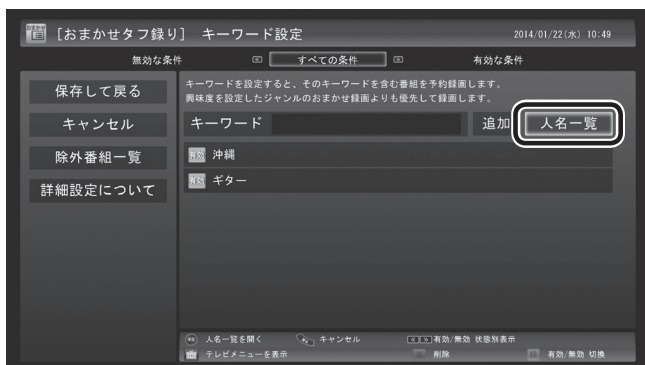 [おまかせタフ録り] キーワード設定 2014/01/22(水) 10:49
無効な条件 すべての条件 有効な条件
保存して戻る
キャンセル
除外番組一覧
詳細設定について
キーワードを設定すると、そのキーワードを含む番組を予約録画します。
興味度を設定したジャンルのおまかせ録画よりも優先して録画します。
キーワード 追加 人名一覧
有効 沖縄
有効 ギター
人名一覧を開く キャンセル 有効/無効 状態別表示
テレビメニューを表示 削除 有効/無効 切換